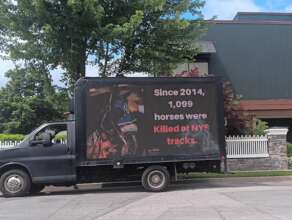 Since 2014,
1,099
horses were
Killed at NYS
tracks.